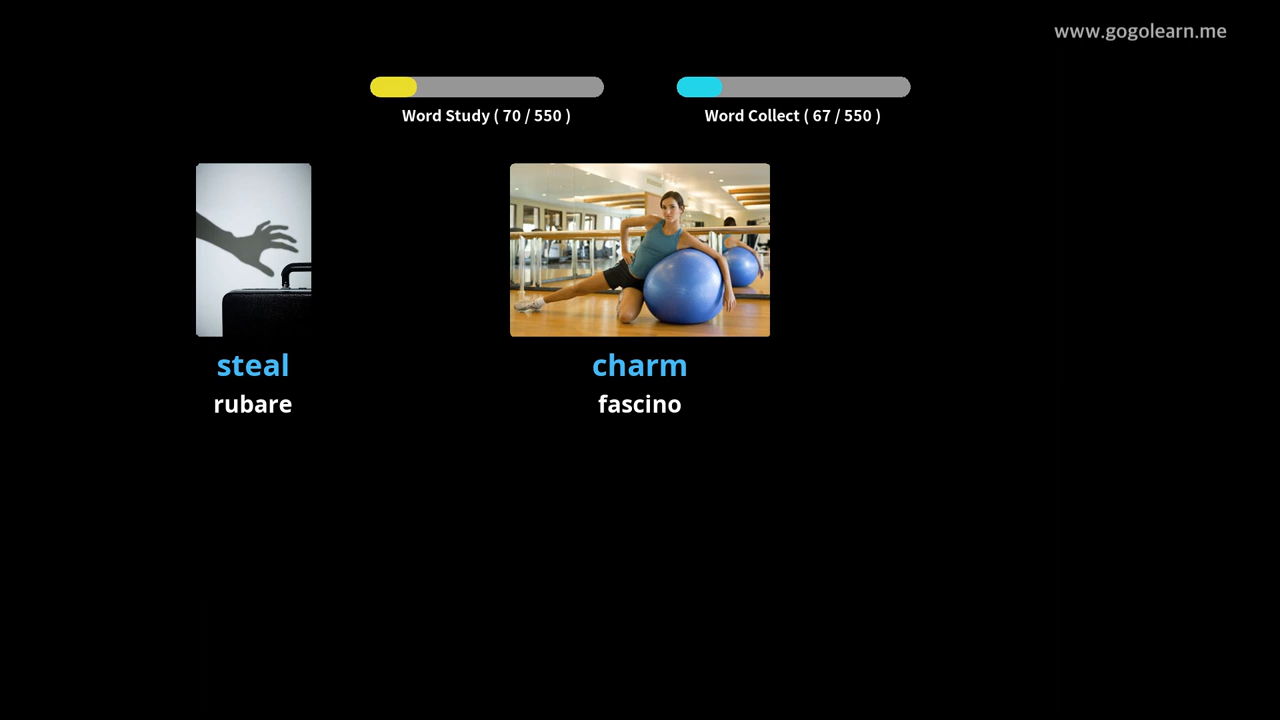 www.gogolearn.me
Word Study ( 70 / 550 )
Word Collect ( 67 / 550 )
steal
rubare
charm
fascino